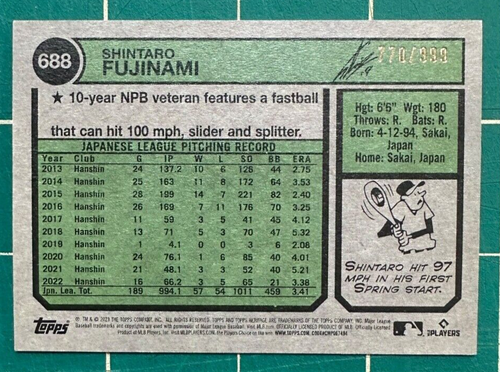 688
SHINTARO
FUJINAMI
770/999
★ 10-year NPB veteran features a fastball
that can hit 100 mph, slider and splitter.
JAPANESE LEAGUE PITCHING RECORD
Year Club G IP W L SO BB ERA
2013 Hanshin 24 137.2 10 6 126 44 2.75
2014 Hanshin 25 163 11 8 172 64 3.53
2015 Hanshin 28 199 14 7 221 82 2.40
2016 Hanshin 26 169 7 11 176 70 3.25
2017 Hanshin 11 59 3 5 41 45 4.12
2018 Hanshin 13 71 5 3 70 47 5.32
2019 Hanshin 1 4.1 0 0 3 6 2.08
2020 Hanshin 24 76.1 1 6 85 40 4.01
2021 Hanshin 21 48.1 3 3 52 40 5.21
2022 Hanshin 16 66.2 3 5 65 21 3.38
Jpn. Lea. Tot. 189 994.1 57 54 1011 459 3.41
Hgt: 6'6" Wgt: 180
Throws: R. Bats: R.
Born: 4-12-94, Sakai,
Japan
Home: Sakai, Japan
SHINTARO HIT 97
MPH IN HIS FIRST
SPRING START.
TOPPS
PLAYERS